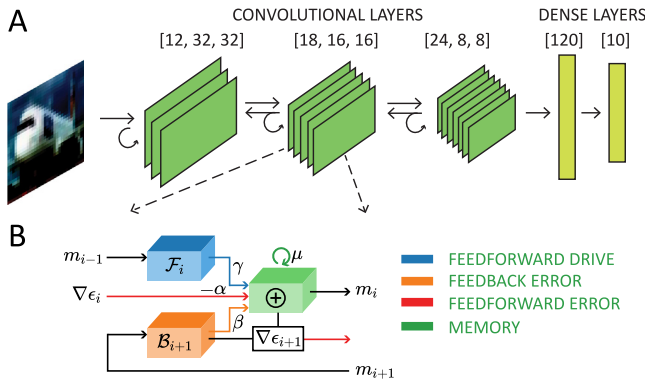 A
CONVOLUTIONAL LAYERS
DENSE LAYERS
[12, 32, 32]
[18, 16, 16]
[24, 8, 8]
[120]
[10]
B
m_{i-1}
𝓕_i
γ
μ
∇ϵ_i
−α
⊕
m_i
β
𝓑_{i+1}
∇ϵ_{i+1}
m_{i+1}
FEEDFORWARD DRIVE
FEEDBACK ERROR
FEEDFORWARD ERROR
MEMORY